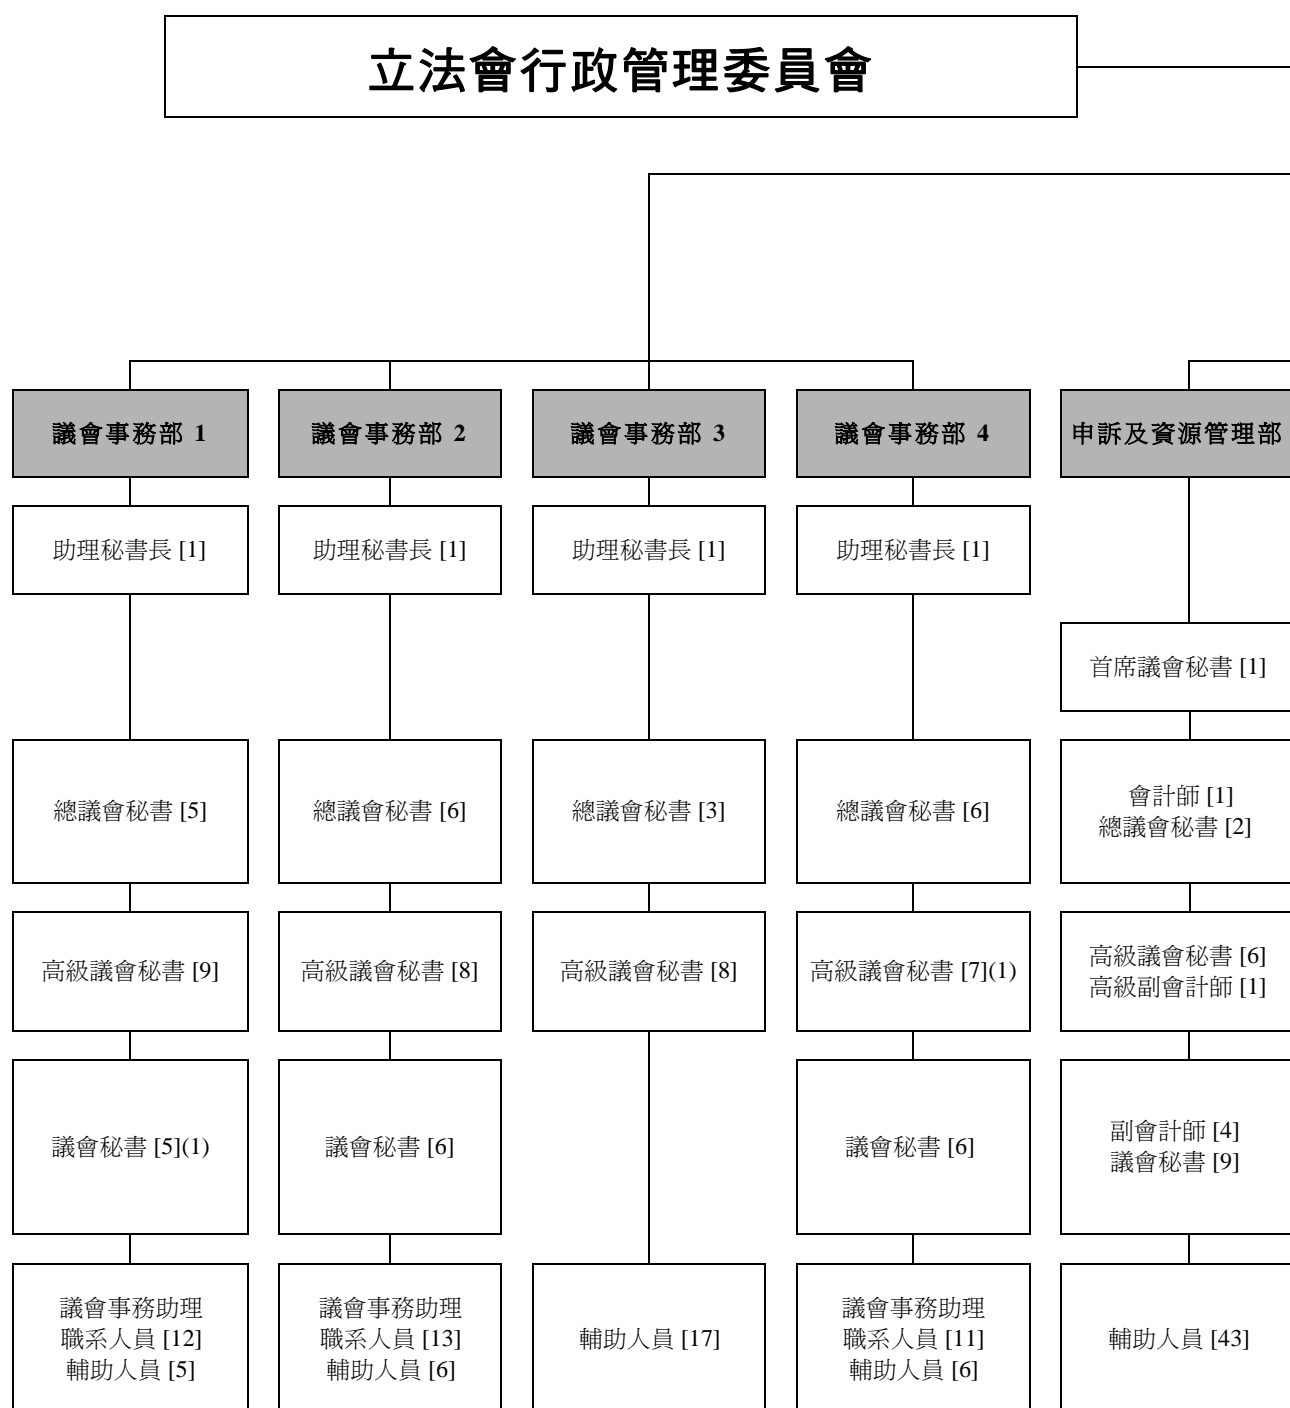 立法會行政管理委員會
議會事務部 1
議會事務部 2
議會事務部 3
議會事務部 4
申訴及資源管理部
助理秘書長 [1]
助理秘書長 [1]
助理秘書長 [1]
助理秘書長 [1]
首席議會秘書 [1]
總議會秘書 [5]
總議會秘書 [6]
總議會秘書 [3]
總議會秘書 [6]
會計師 [1]
總議會秘書 [2]
高級議會秘書 [9]
高級議會秘書 [8]
高級議會秘書 [8]
高級議會秘書 [7](1)
高級議會秘書 [6]
高級副會計師 [1]
議會秘書 [5](1)
議會秘書 [6]
議會秘書 [6]
副會計師 [4]
議會秘書 [9]
議會事務助理
職系人員 [12]
輔助人員 [5]
議會事務助理
職系人員 [13]
輔助人員 [6]
輔助人員 [17]
議會事務助理
職系人員 [11]
輔助人員 [6]
輔助人員 [43]